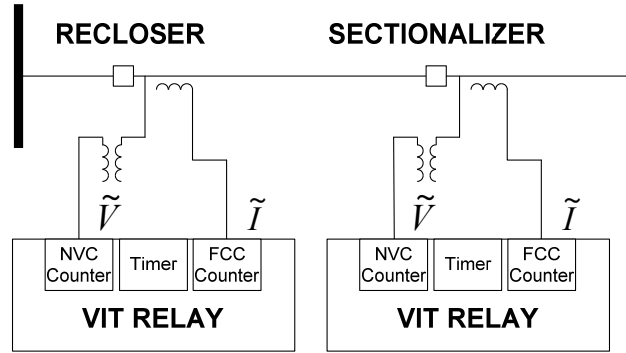 RECLOSER
SECTIONALIZER
Ṽ
Ĩ
Ṽ
Ĩ
NVC
Counter
Timer
FCC
Counter
NVC
Counter
Timer
FCC
Counter
VIT RELAY
VIT RELAY